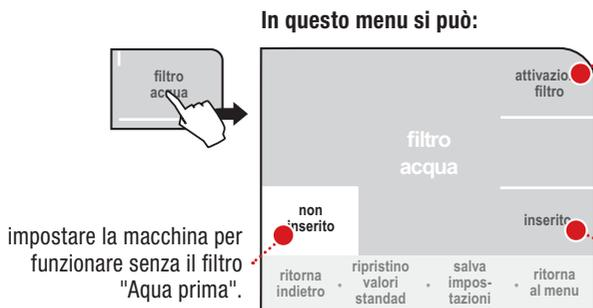 In questo menu si può:
filtro
acqua
attivazio
filtro
filtro
acqua
non
inserito
inserito
impostare la macchina per
funzionare senza il filtro
"Aqua prima".
ritorna
indietro
ripristino
valori
standad
salva
impos-
tazioni
ritorna
al menu